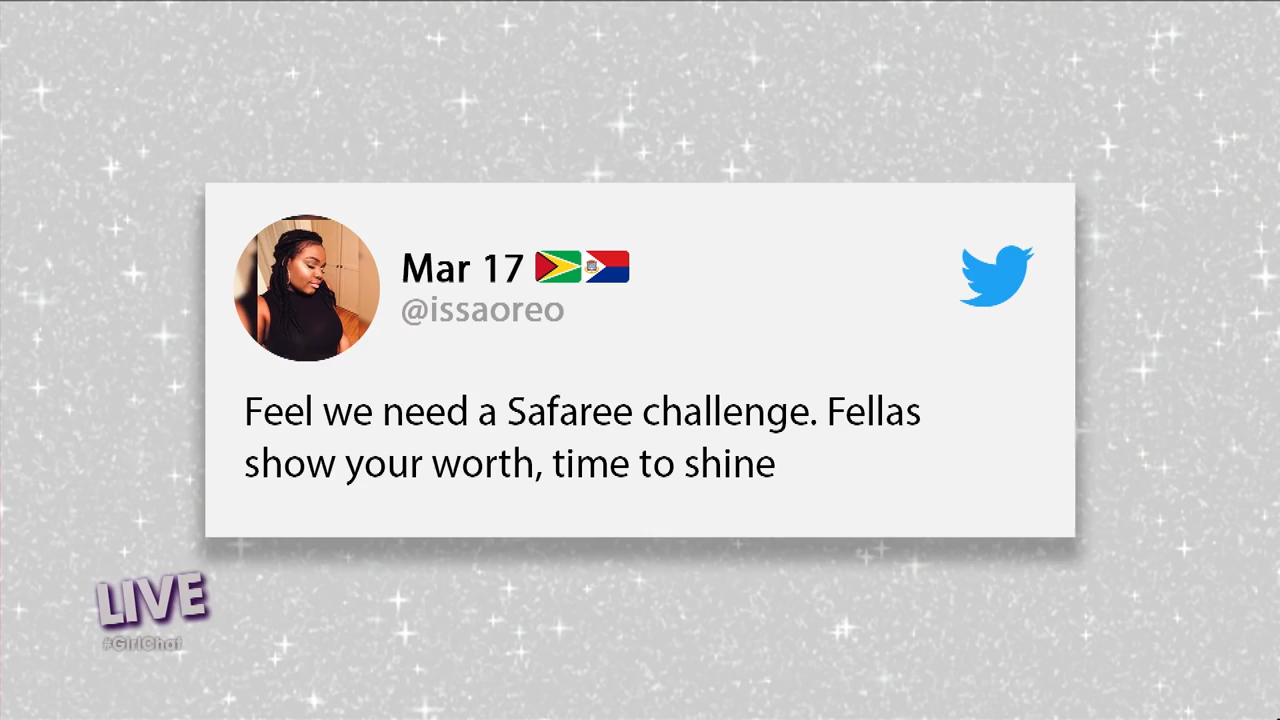 Mar 17 🇬🇾🇸🇽
@issaoreo
Feel we need a Safaree challenge. Fellas
show your worth, time to shine
LIVE
#GirlChat